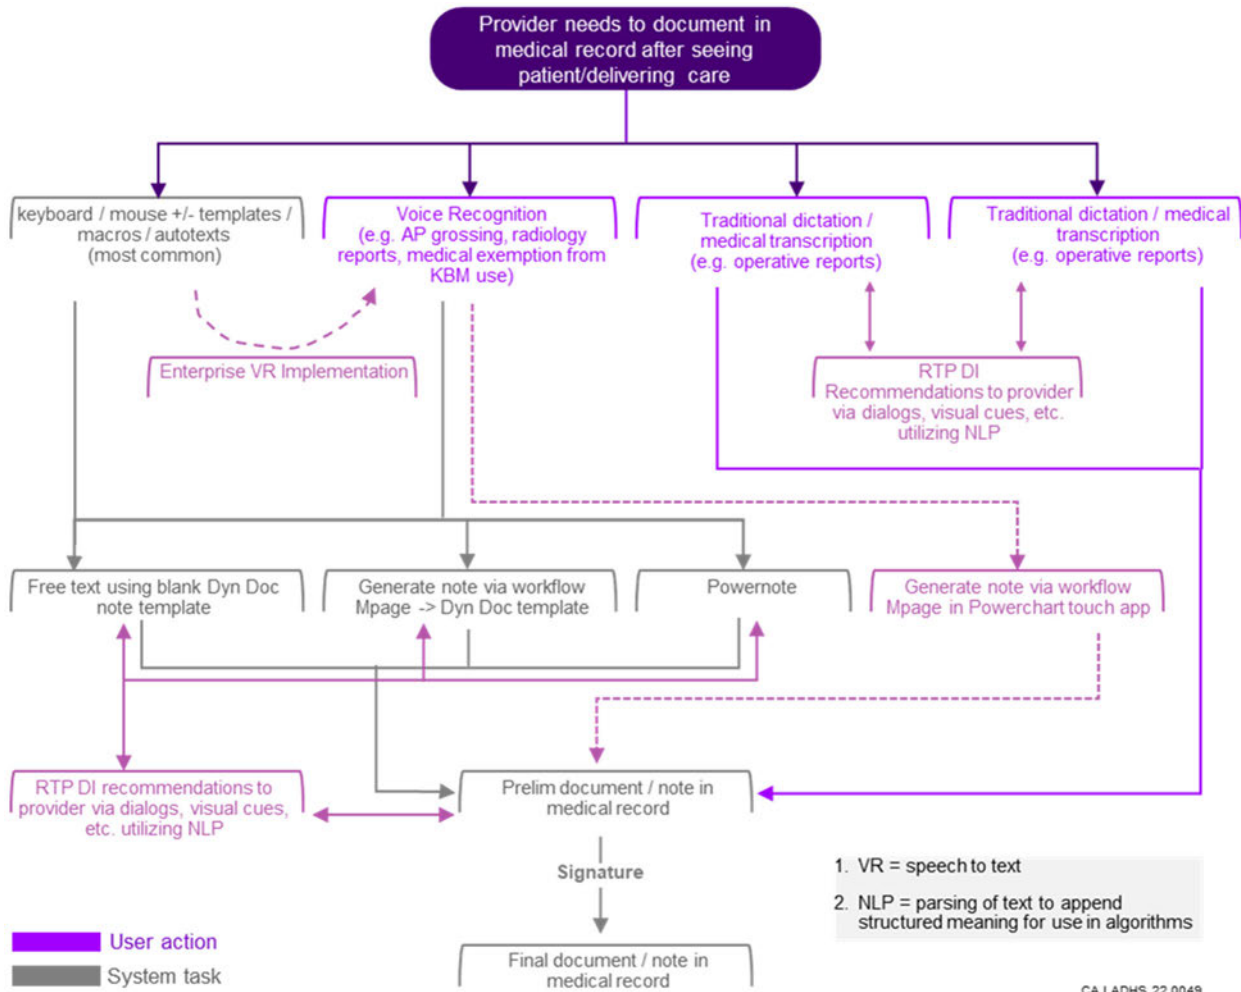 Provider needs to document in
medical record after seeing
patient/delivering care
keyboard / mouse +/- templates /
macros / autotexts
(most common)
Voice Recognition
(e.g. AP grossing, radiology
reports, medical exemption from
KBM use)
Traditional dictation /
medical transcription
(e.g. operative reports)
Traditional dictation / medical
transcription
(e.g. operative reports)
Enterprise VR Implementation
RTP DI
Recommendations to provider
via dialogs, visual cues, etc.
utilizing NLP
Free text using blank Dyn Doc
note template
Generate note via workflow
Mpage -> Dyn Doc template
Powernote
Generate note via workflow
Mpage in Powerchart touch app
RTP DI recommendations to
provider via dialogs, visual cues,
etc. utilizing NLP
Prelim document / note in
medical record
Signature
1. VR = speech to text
2. NLP = parsing of text to append
structured meaning for use in algorithms
User action
System task
Final document / note in
medical record
CA LADHS_22.0049